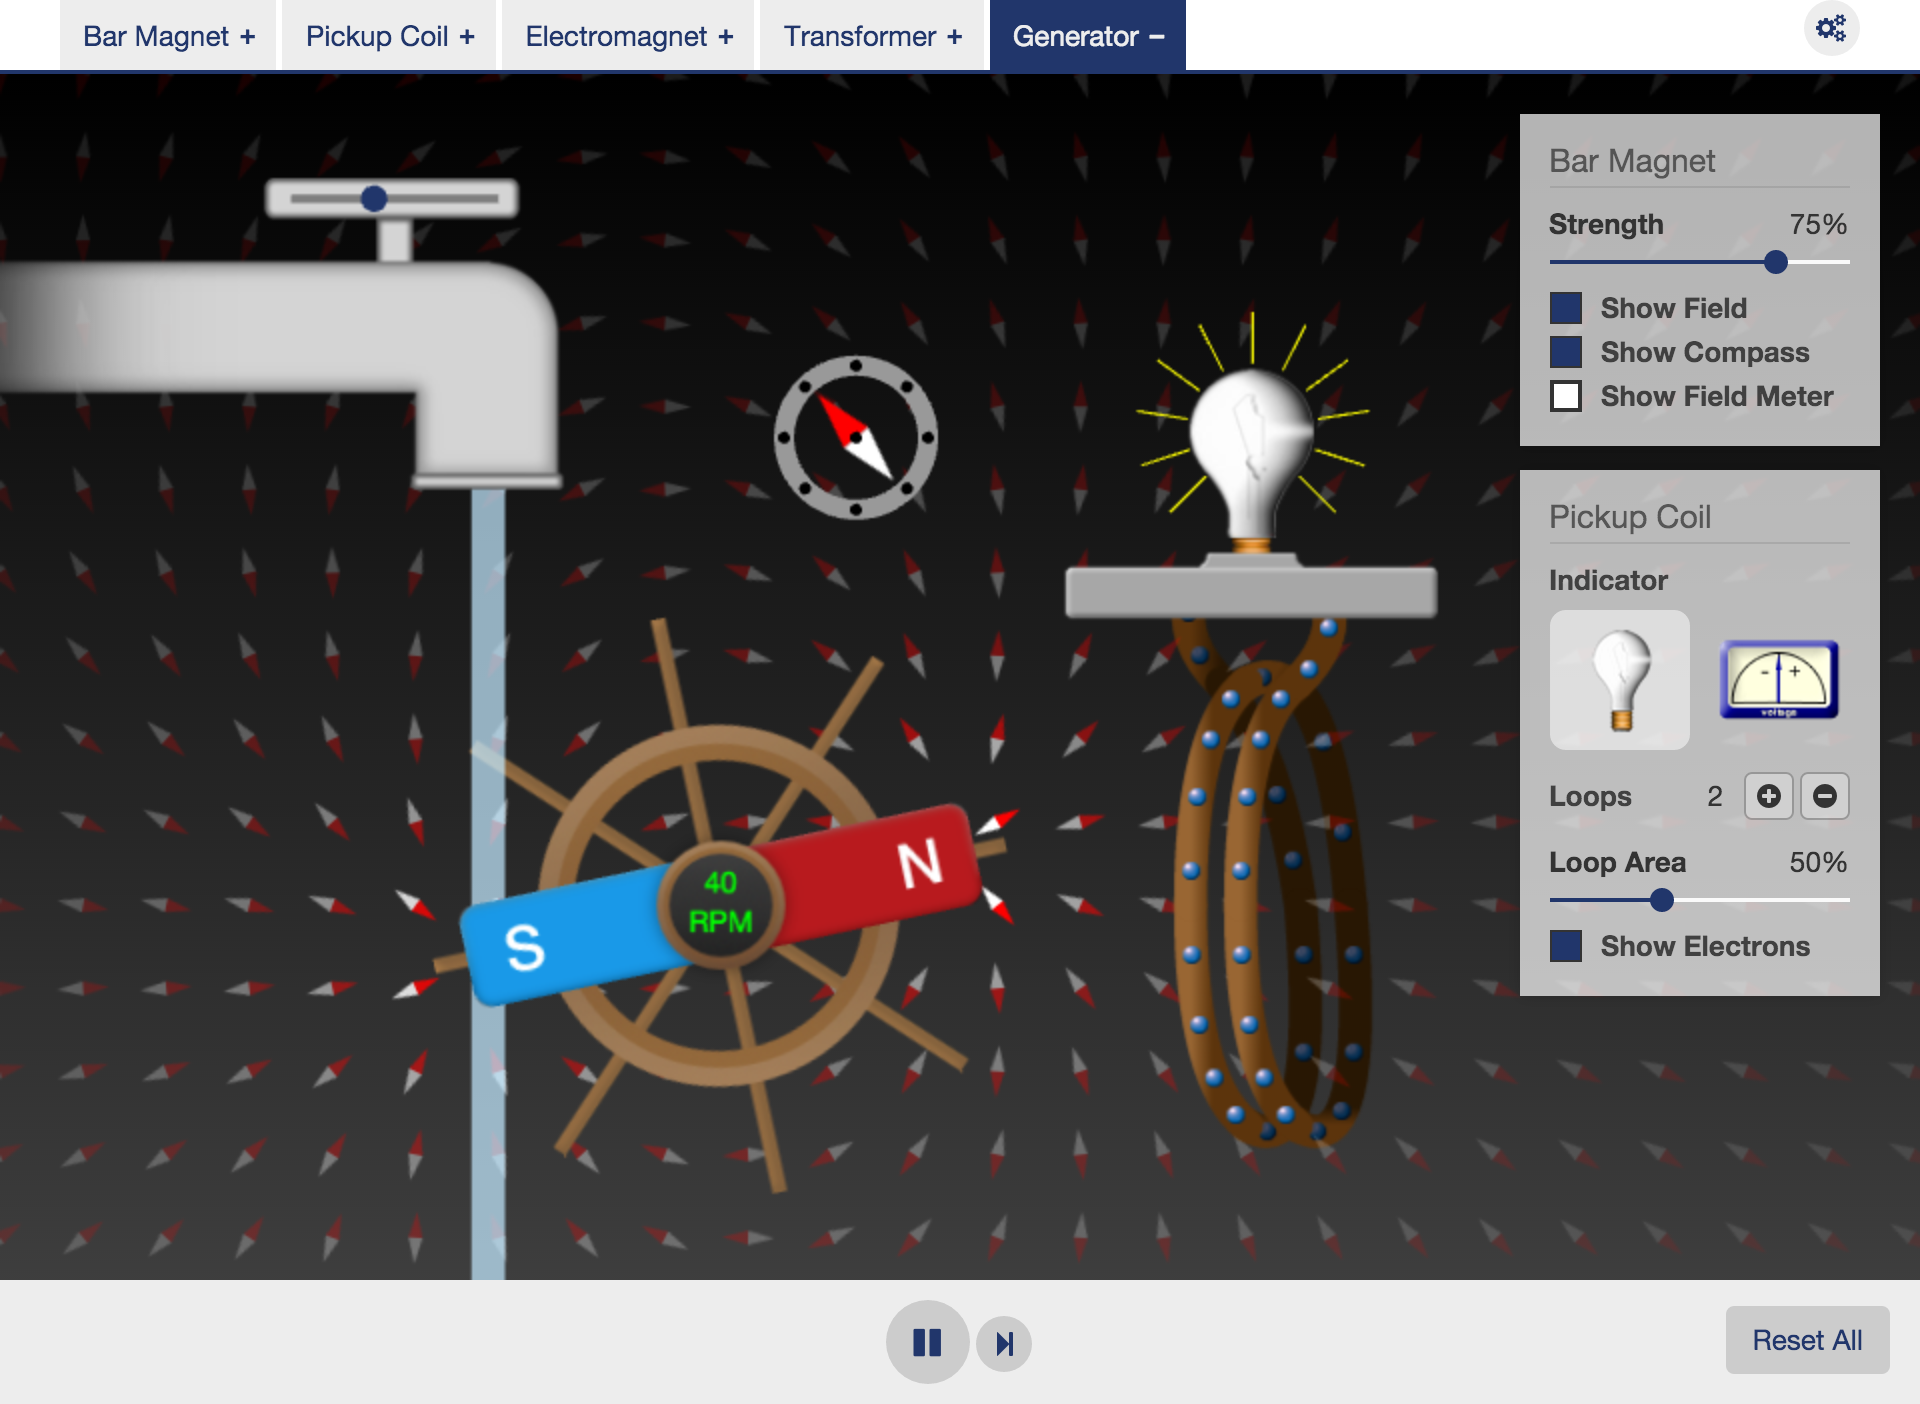 Bar Magnet +
Pickup Coil +
Electromagnet +
Transformer +
Generator −
Bar Magnet
Strength 75%
Show Field
Show Compass
Show Field Meter
Pickup Coil
Indicator
- +
voltage
Loops 2
Loop Area 50%
Show Electrons
40
RPM
N
S
Reset All